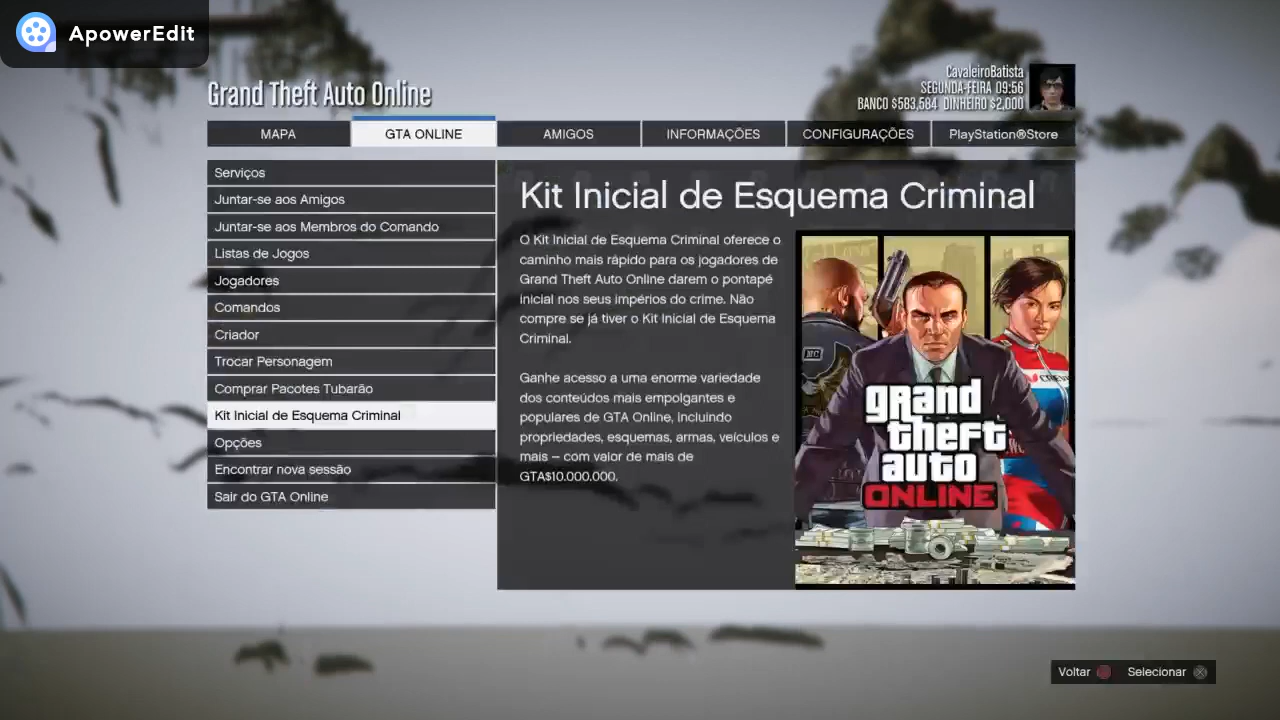 ApowerEdit
Grand Theft Auto Online
CavaleiroBatista
SEGUNDA-FEIRA 09:56
BANCO $583,584 DINHEIRO $2,000
MAPA
GTA ONLINE
AMIGOS
INFORMAÇÕES
CONFIGURAÇÕES
PlayStation®Store
Serviços
Juntar-se aos Amigos
Juntar-se aos Membros do Comando
Listas de Jogos
Jogadores
Comandos
Criador
Trocar Personagem
Comprar Pacotes Tubarão
Kit Inicial de Esquema Criminal
Opções
Encontrar nova sessão
Sair do GTA Online
Kit Inicial de Esquema Criminal
O Kit Inicial de Esquema Criminal oferece o
caminho mais rápido para os jogadores de
Grand Theft Auto Online darem o pontapé
inicial nos seus impérios do crime. Não
compre se já tiver o Kit Inicial de Esquema
Criminal.
Ganhe acesso a uma enorme variedade
dos conteúdos mais empolgantes e
populares de GTA Online, incluindo
propriedades, esquemas, armas, veículos e
mais – com valor de mais de
GTA$10.000.000.
MC
grand
theft
auto
ONLINE
Voltar
Selecionar